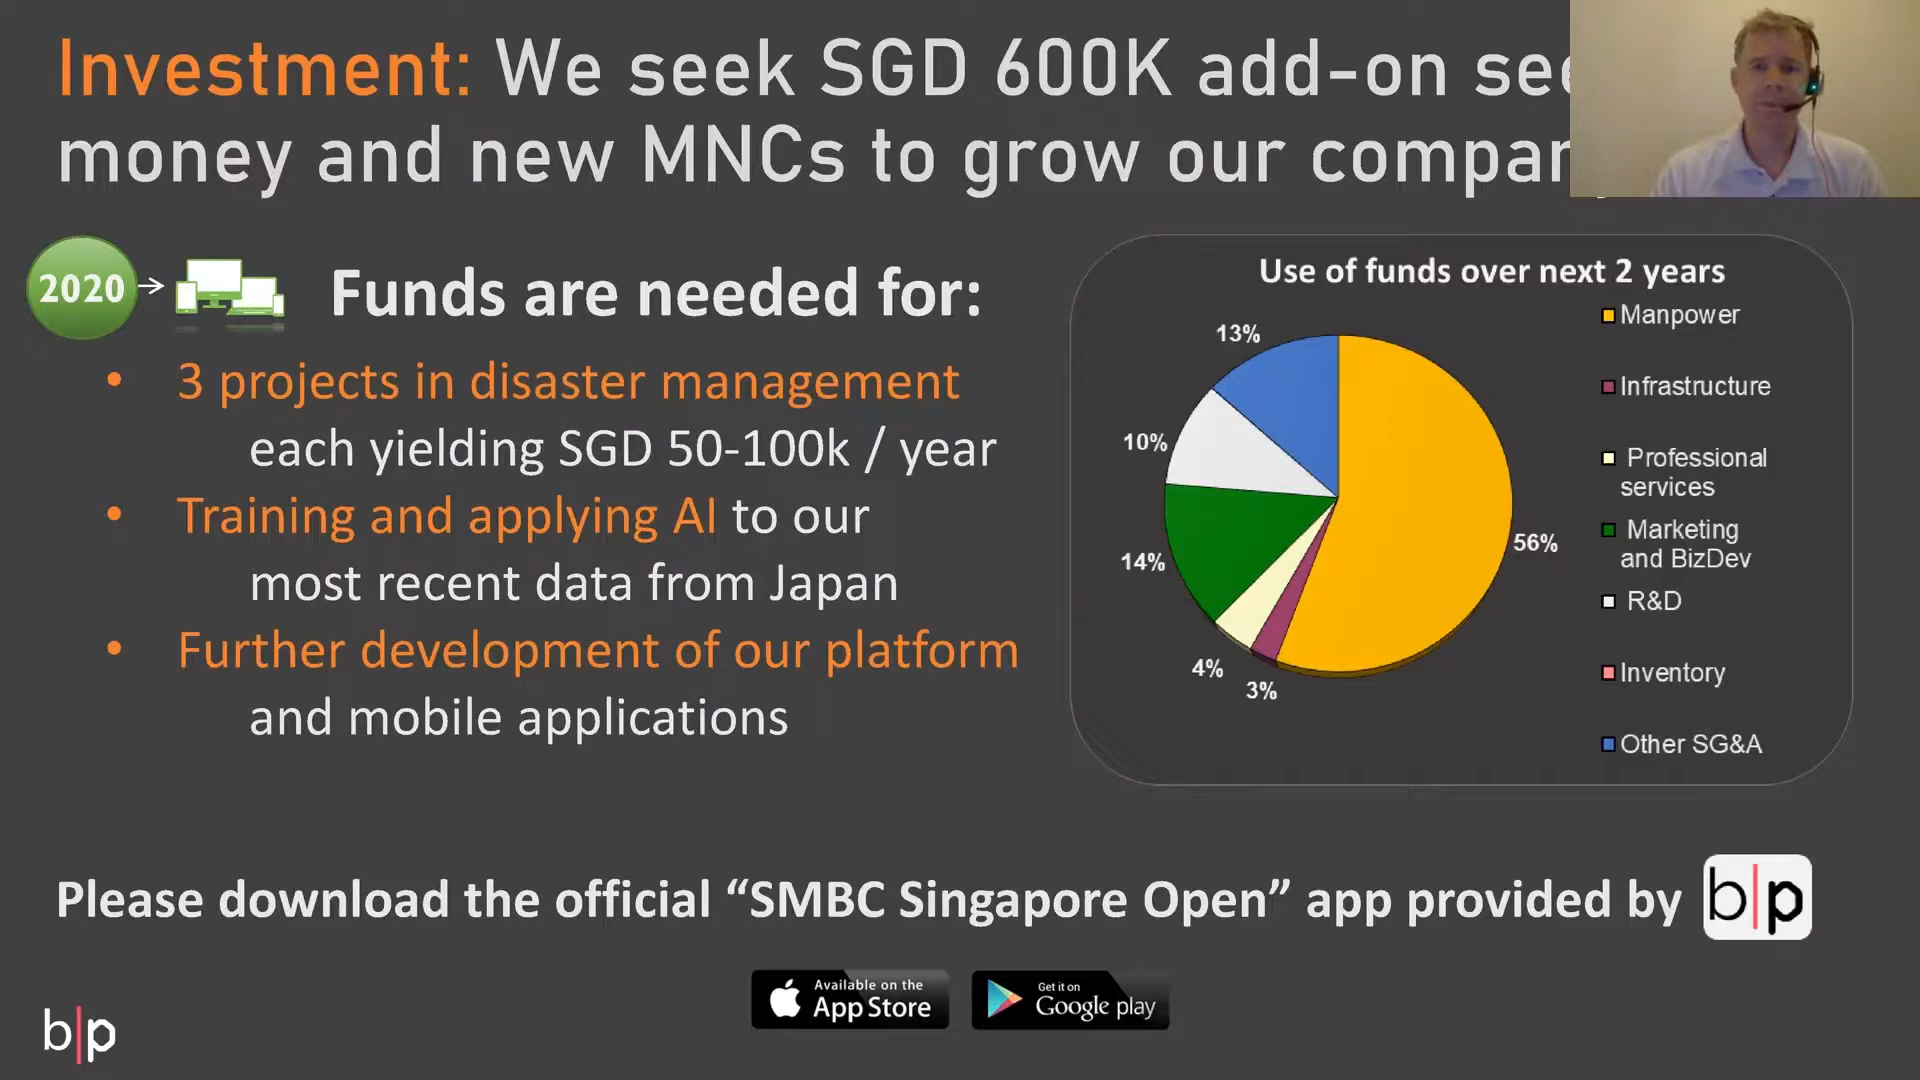 Investment: We seek SGD 600K add-on
money and new MNCs to grow our
2020
Funds are needed for:
• 3 projects in disaster management
each yielding SGD 50-100k / year
• Training and applying AI to our
most recent data from Japan
• Further development of our platform
and mobile applications
Use of funds over next 2 years
Manpower
Infrastructure
Professional
services
Marketing
and BizDev
R&D
Inventory
Other SG&A
13%
10%
14%
4%
3%
56%
Please download the official “SMBC Singapore Open” app provided by b|p
Available on the
App Store
Get it on
Google play
b|p